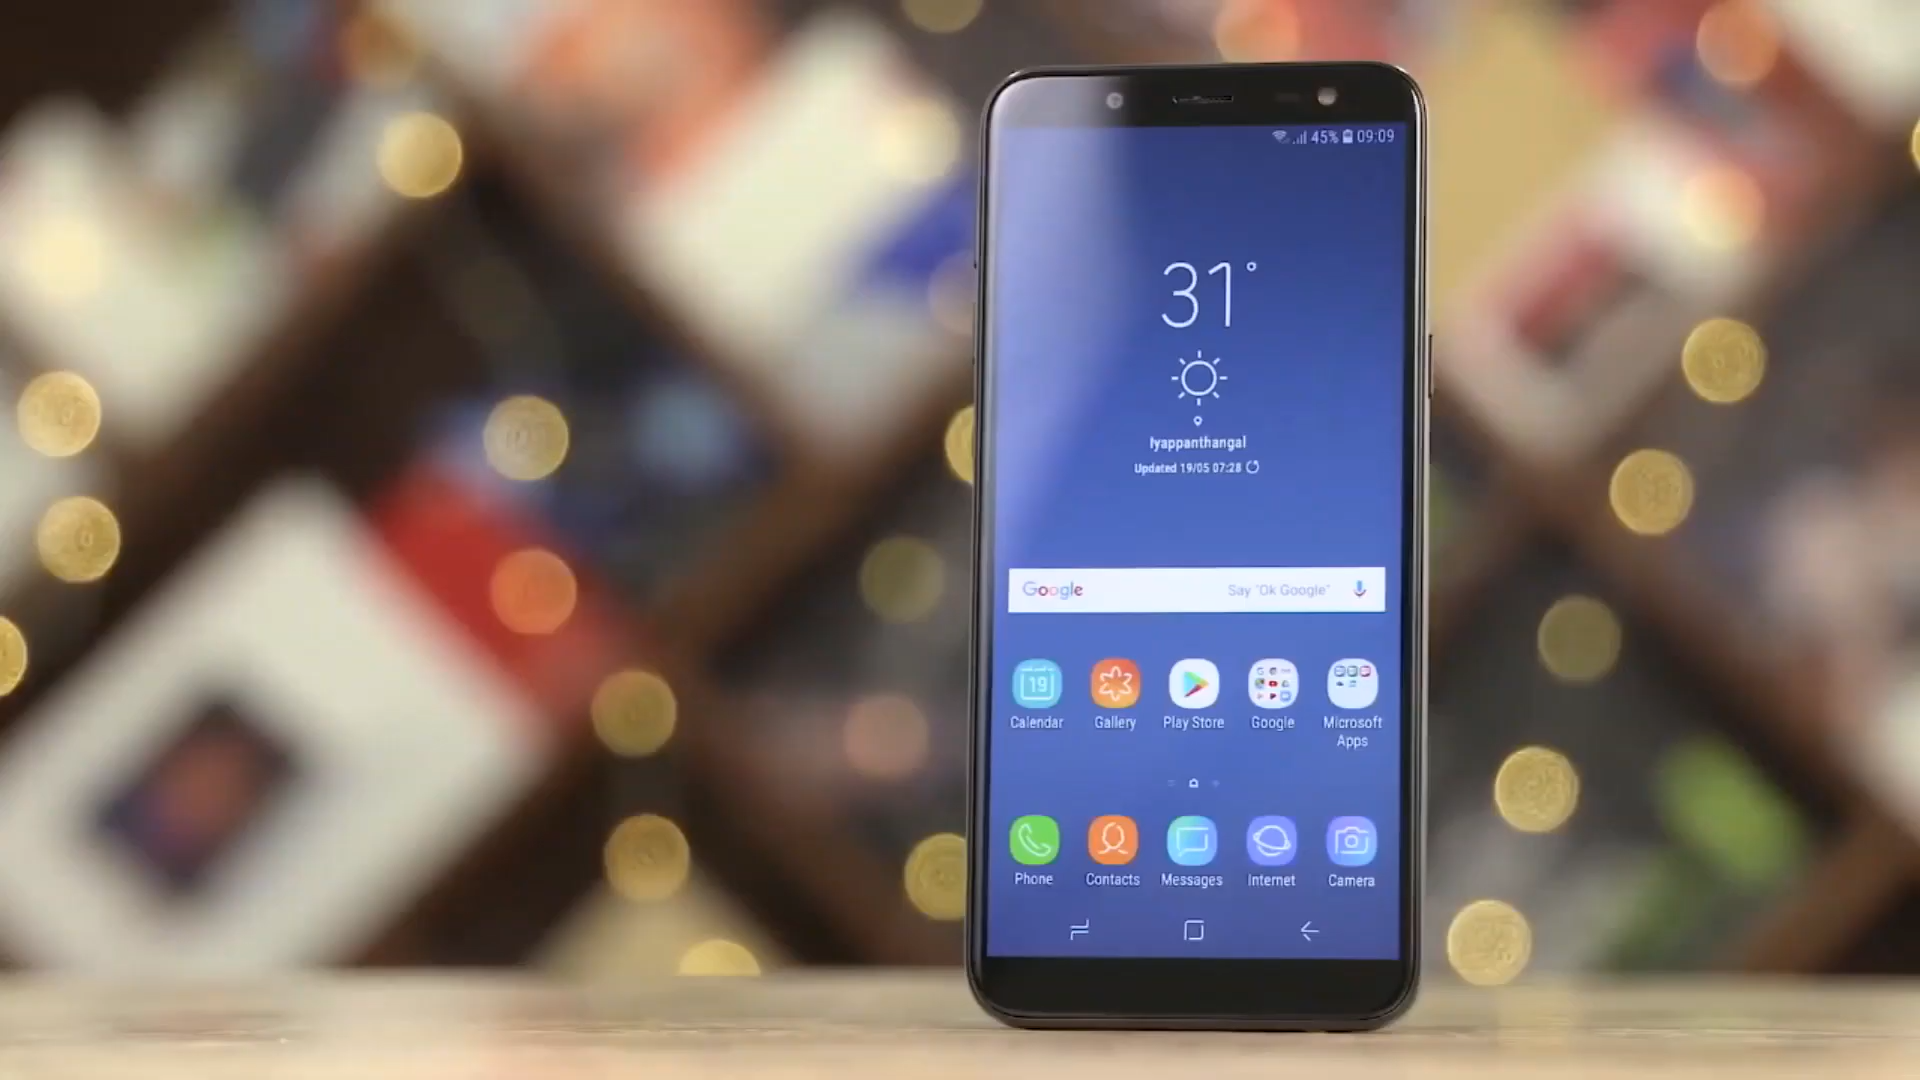 45% 09:09
31°
Iyappanthangal
Updated 19/05 07:28
Google Say "Ok Google"
19
Calendar Gallery Play Store Google Microsoft Apps
Phone Contacts Messages Internet Camera